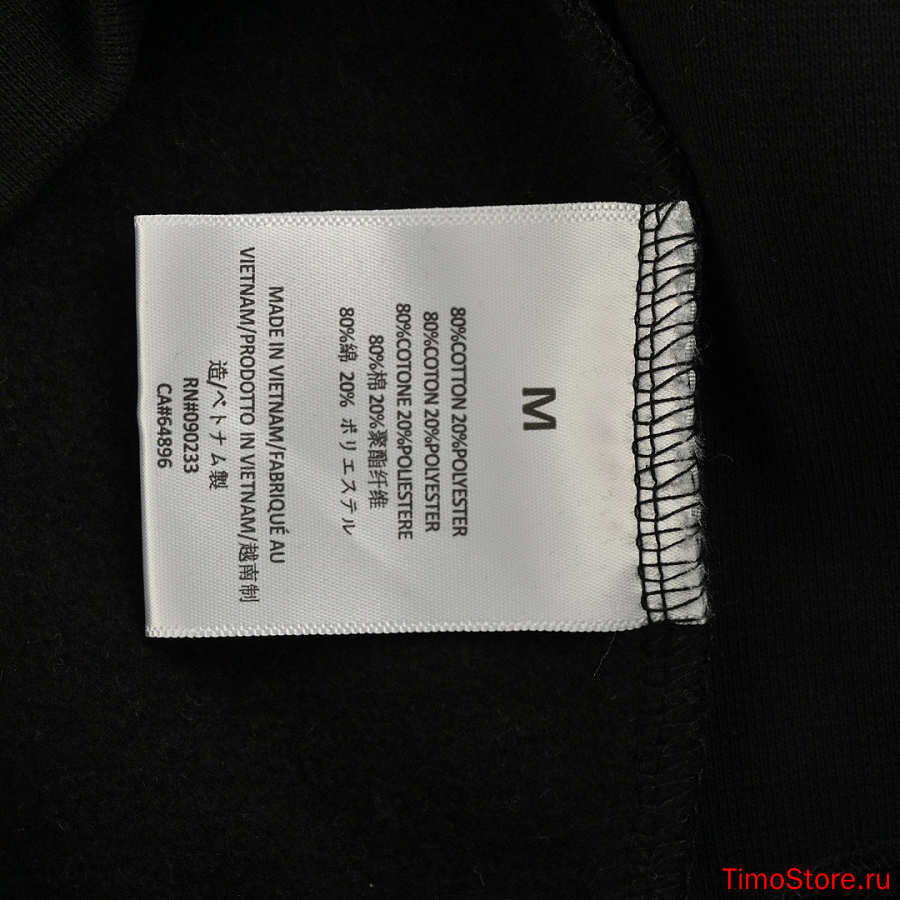 M
80%COTTON 20%POLYESTER
80%COTON 20%POLYESTER
80%COTONE 20%POLIESTERE
80%棉 20%聚酯纤维
80%綿 20% ポリエステル
MADE IN VIETNAM/FABRIQUÉ AU
VIETNAM/PRODOTTO IN VIETNAM/越南制
造/ベトナム製
RN#090233
CA#64896
TimoStore.ru